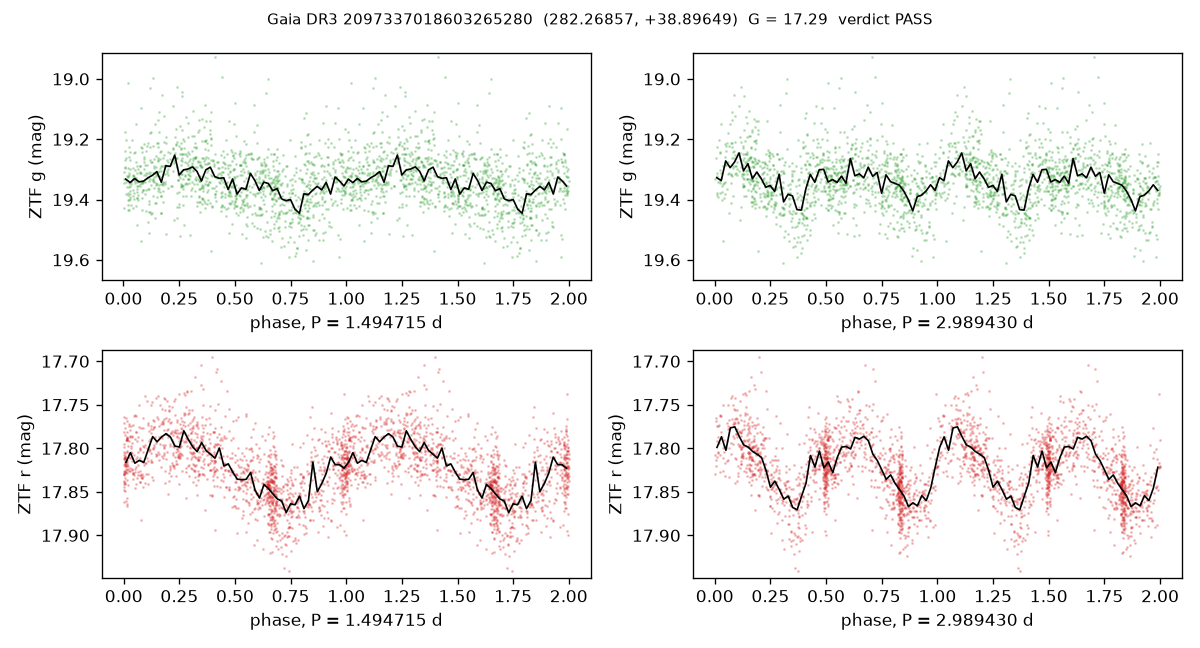 Gaia DR3 2097337018603265280 (282.26857, +38.89649) G = 17.29 verdict PASS
ZTF g (mag)
19.0
19.2
19.4
19.6
0.00 0.25 0.50 0.75 1.00 1.25 1.50 1.75 2.00
phase, P = 1.494715 d
ZTF g (mag)
19.0
19.2
19.4
19.6
0.00 0.25 0.50 0.75 1.00 1.25 1.50 1.75 2.00
phase, P = 2.989430 d
ZTF r (mag)
17.70
17.75
17.80
17.85
17.90
0.00 0.25 0.50 0.75 1.00 1.25 1.50 1.75 2.00
phase, P = 1.494715 d
ZTF r (mag)
17.70
17.75
17.80
17.85
17.90
0.00 0.25 0.50 0.75 1.00 1.25 1.50 1.75 2.00
phase, P = 2.989430 d